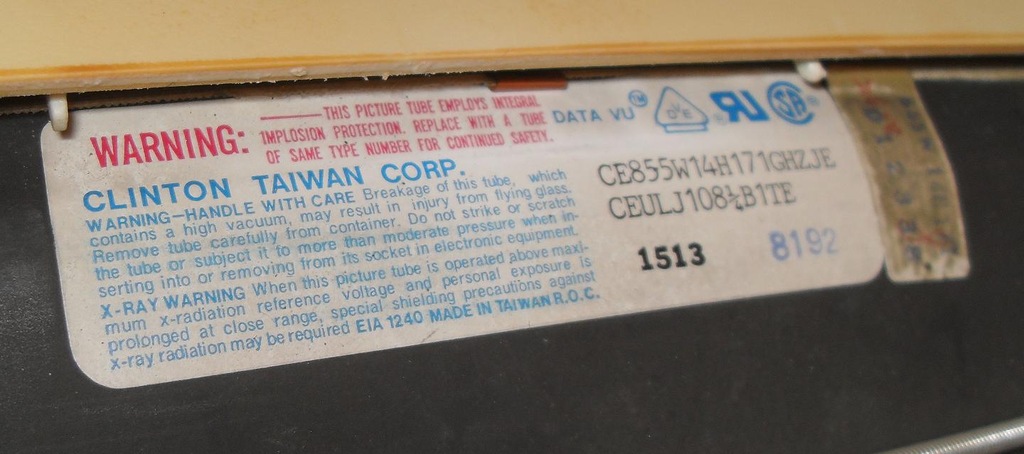 WARNING: THIS PICTURE TUBE EMPLOYS INTEGRAL
IMPLOSION PROTECTION. REPLACE WITH A TUBE
OF SAME TYPE NUMBER FOR CONTINUED SAFETY.
DATA VU™
CLINTON TAIWAN CORP.
WARNING—HANDLE WITH CARE Breakage of this tube, which
contains a high vacuum, may result in injury from flying glass.
Remove tube carefully from container. Do not strike or scratch
the tube or subject it to more than moderate pressure when in-
serting into or removing from its socket in electronic equipment.
X-RAY WARNING When this picture tube is operated above maxi-
mum x-radiation reference voltage and personal exposure is
prolonged at close range, special shielding precautions against
x-ray radiation may be required EIA 1240 MADE IN TAIWAN R.O.C.
CE855W14H171GHZJE
CEULJ108¼B1TE
1513 8192